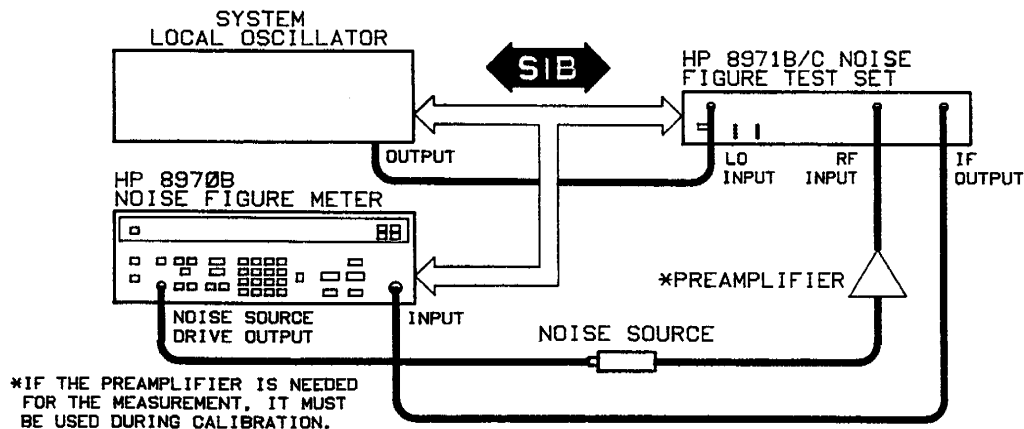 SYSTEM
LOCAL OSCILLATOR
SIB
HP 8971B/C NOISE
FIGURE TEST SET
OUTPUT
LO
INPUT
RF
INPUT
IF
OUTPUT
HP 8970B
NOISE FIGURE METER
*PREAMPLIFIER
NOISE SOURCE
DRIVE OUTPUT
INPUT
NOISE SOURCE
*IF THE PREAMPLIFIER IS NEEDED
FOR THE MEASUREMENT, IT MUST
BE USED DURING CALIBRATION.